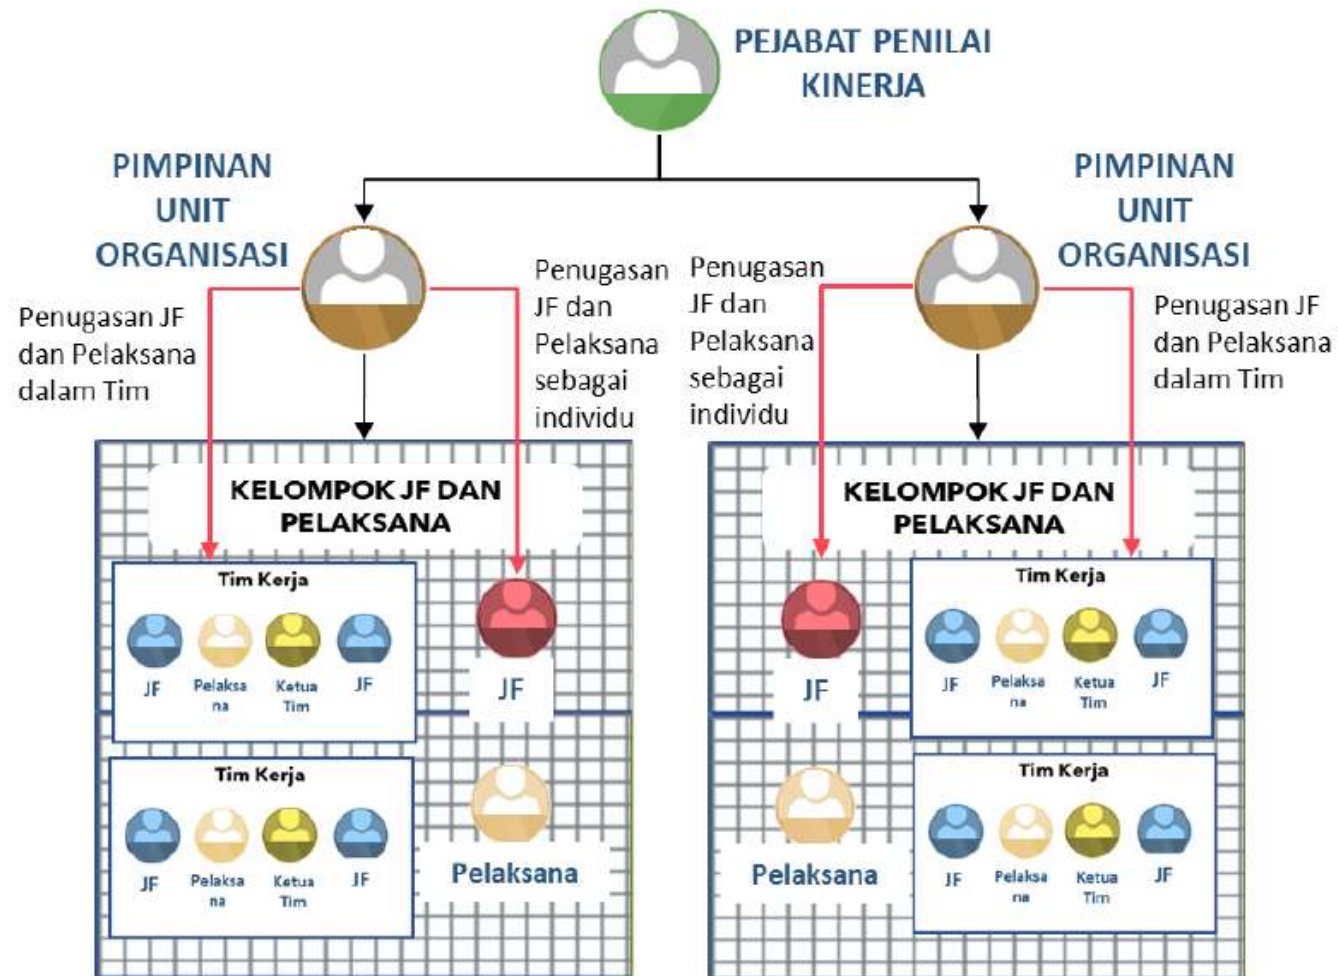 PEJABAT PENILAI
KINERJA
PIMPINAN
UNIT
ORGANISASI
Penugasan JF
dan Pelaksana
dalam Tim
Penugasan
JF dan
Pelaksana
sebagai
individu
Penugasan
JF dan
Pelaksana
sebagai
individu
PIMPINAN
UNIT
ORGANISASI
Penugasan JF
dan Pelaksana
dalam Tim
KELOMPOK JF DAN
PELAKSANA
Tim Kerja
JF
Pelaksa
na
Ketua
Tim
JF
JF
Tim Kerja
JF
Pelaksa
na
Ketua
Tim
JF
Pelaksana
KELOMPOK JF DAN
PELAKSANA
JF
Tim Kerja
JF
Pelaksa
na
Ketua
Tim
JF
Pelaksana
Tim Kerja
JF
Pelaksa
na
Ketua
Tim
JF